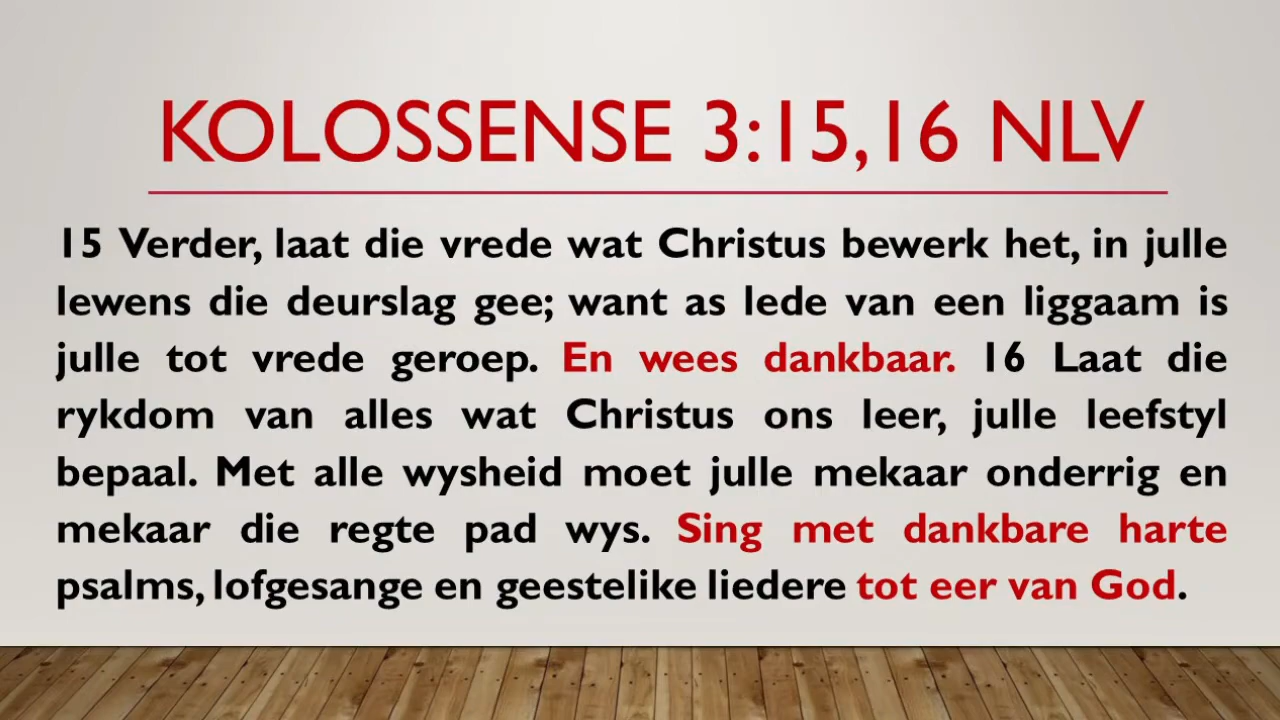 KOLOSSENSE 3:15,16 NLV
15 Verder, laat die vrede wat Christus bewerk het, in julle
lewens die deurslag gee; want as lede van een liggaam is
julle tot vrede geroep. En wees dankbaar. 16 Laat die
rykdom van alles wat Christus ons leer, julle leefstyl
bepaal. Met alle wysheid moet julle mekaar onderrig en
mekaar die regte pad wys. Sing met dankbare harte
psalms, lofgesange en geestelike liedere tot eer van God.